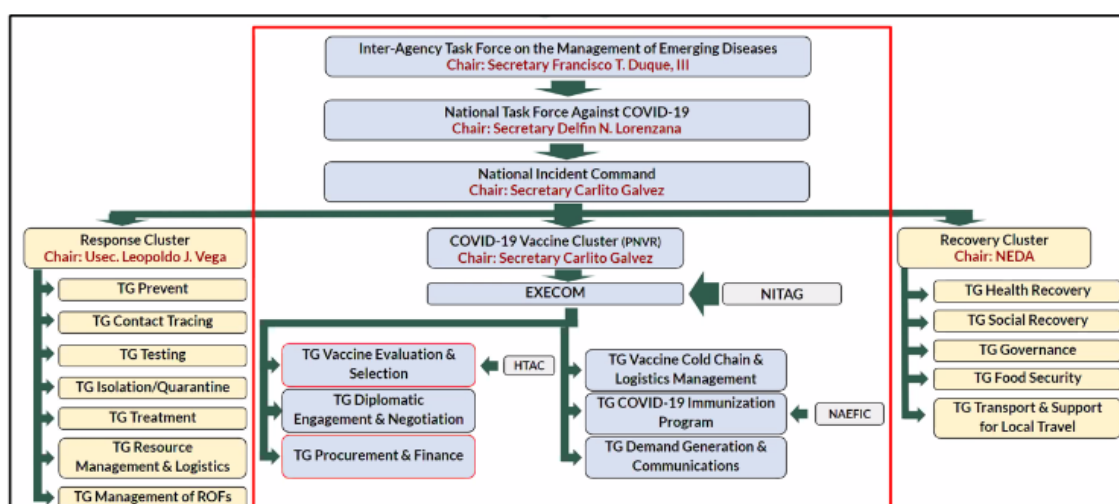 Inter-Agency Task Force on the Management of Emerging Diseases
Chair: Secretary Francisco T. Duque, III
National Task Force Against COVID-19
Chair: Secretary Delfin N. Lorenzana
National Incident Command
Chair: Secretary Carlito Galvez
Response Cluster
Chair: Usec. Leopoldo J. Vega
TG Prevent
TG Contact Tracing
TG Testing
TG Isolation/Quarantine
TG Treatment
TG Resource
Management & Logistics
TG Management of ROFs
COVID-19 Vaccine Cluster (PNVR)
Chair: Secretary Carlito Galvez
EXECOM
NITAG
TG Vaccine Evaluation &
Selection
HTAC
TG Diplomatic
Engagement & Negotiation
TG Procurement & Finance
TG Vaccine Cold Chain &
Logistics Management
TG COVID-19 Immunization
Program
NAEFIC
TG Demand Generation &
Communications
Recovery Cluster
Chair: NEDA
TG Health Recovery
TG Social Recovery
TG Governance
TG Food Security
TG Transport & Support
for Local Travel